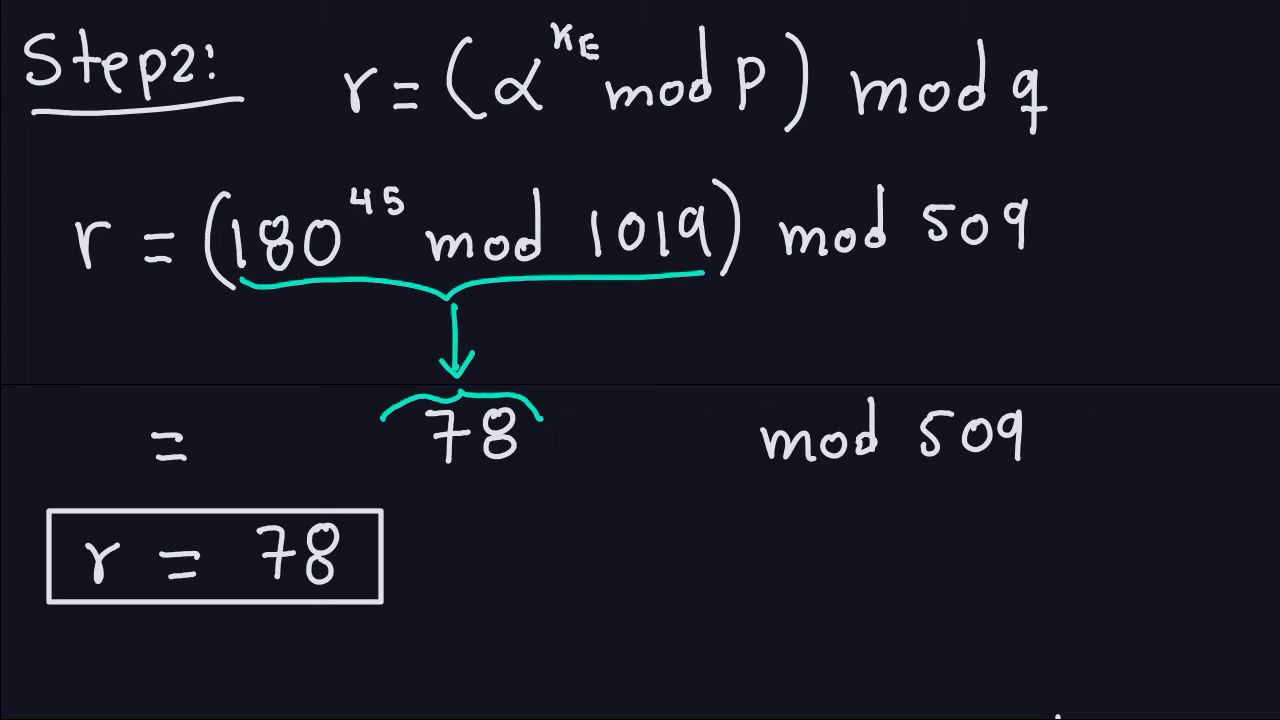 Step2: r = (α^kE mod p) mod q
r = (180^45 mod 1019) mod 509
= 78 mod 509
r = 78